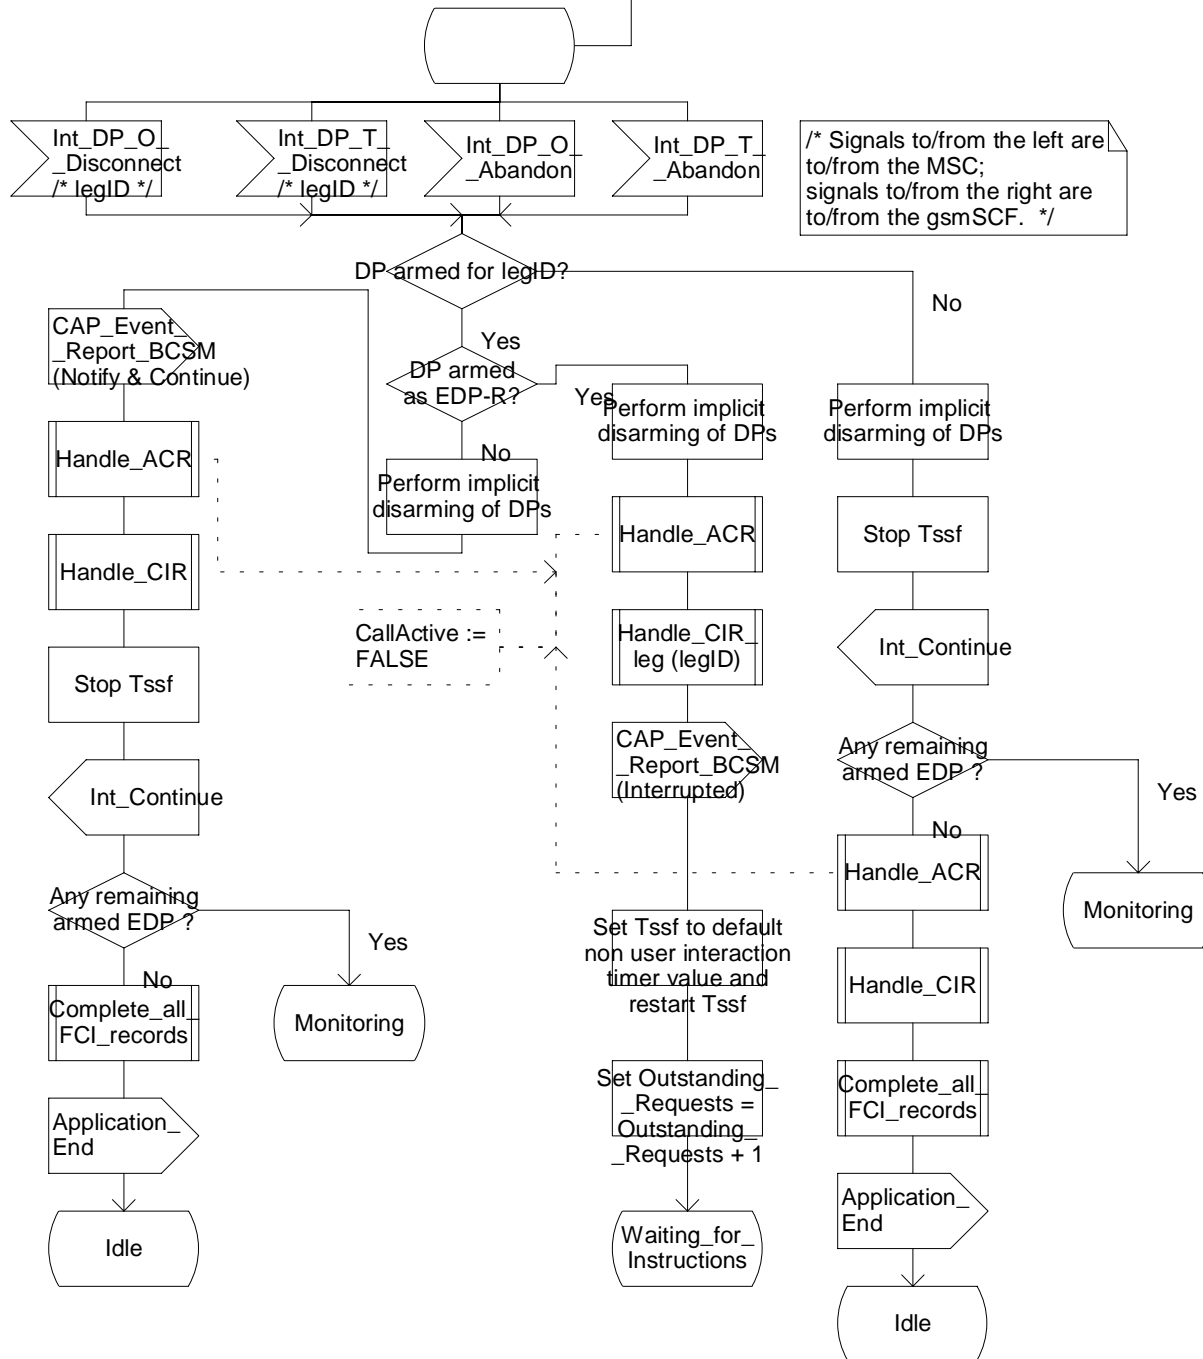 Int_DP_O_
_Disconnect
/* legID */
Int_DP_T_
_Disconnect
/* legID */
Int_DP_O_
_Abandon
Int_DP_T_
_Abandon
/* Signals to/from the left are
to/from the MSC;
signals to/from the right are
to/from the gsmSCF.  */
DP armed for legID?
No
Yes
CAP_Event_
_Report_BCSM
(Notify & Continue)
DP armed
as EDP-R?
Yes
No
Perform implicit
disarming of DPs
Perform implicit
disarming of DPs
Perform implicit
disarming of DPs
Handle_ACR
Handle_CIR
Stop Tssf
Int_Continue
Any remaining
armed EDP ?
Yes
No
Monitoring
Complete_all_
_FCI_records
Application_
End
Idle
CallActive :=
FALSE
Handle_ACR
Handle_CIR_
leg (legID)
CAP_Event_
_Report_BCSM
(Interrupted)
Set Tssf to default
non user interaction
timer value and
restart Tssf
Set Outstanding_
_Requests =
Outstanding_
_Requests + 1
Waiting_for_
Instructions
Stop Tssf
Int_Continue
Any remaining
armed EDP ?
Yes
No
Monitoring
Handle_ACR
Handle_CIR
Complete_all_
_FCI_records
Application_
End
Idle